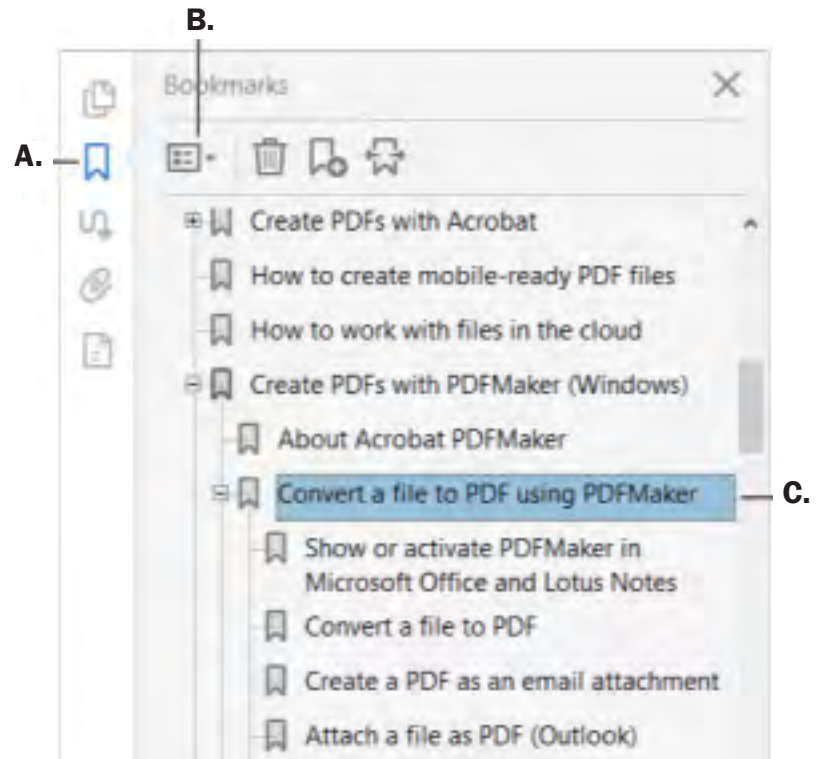 B.
Bookmarks
A.
Create PDFs with Acrobat
How to create mobile-ready PDF files
How to work with files in the cloud
Create PDFs with PDFMaker (Windows)
About Acrobat PDFMaker
Convert a file to PDF using PDFMaker
C.
Show or activate PDFMaker in
Microsoft Office and Lotus Notes
Convert a file to PDF
Create a PDF as an email attachment
Attach a file as PDF (Outlook)